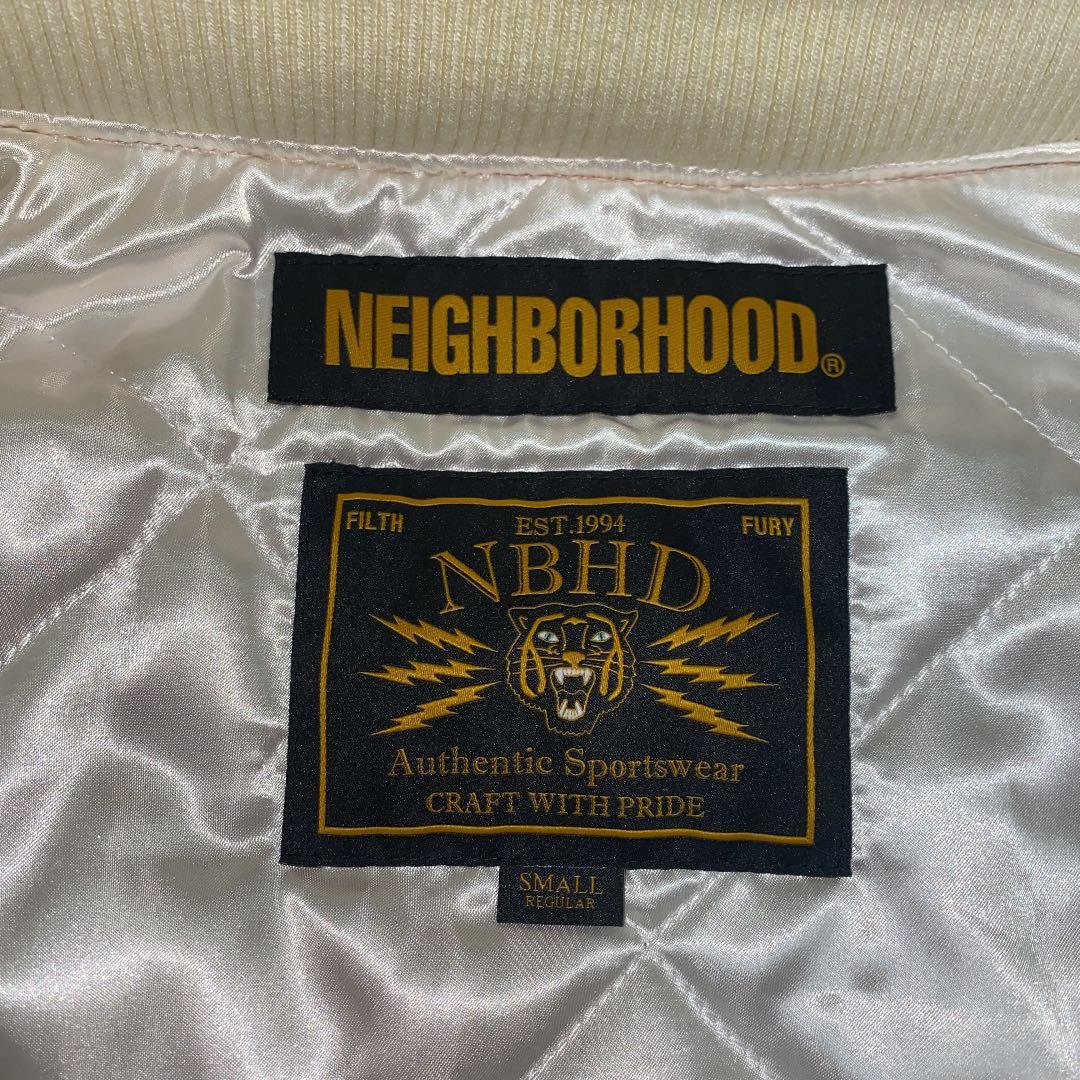 NEIGHBORHOOD®
FILTH EST.1994 FURY
NBHD
Authentic Sportswear
CRAFT WITH PRIDE
SMALL
REGULAR